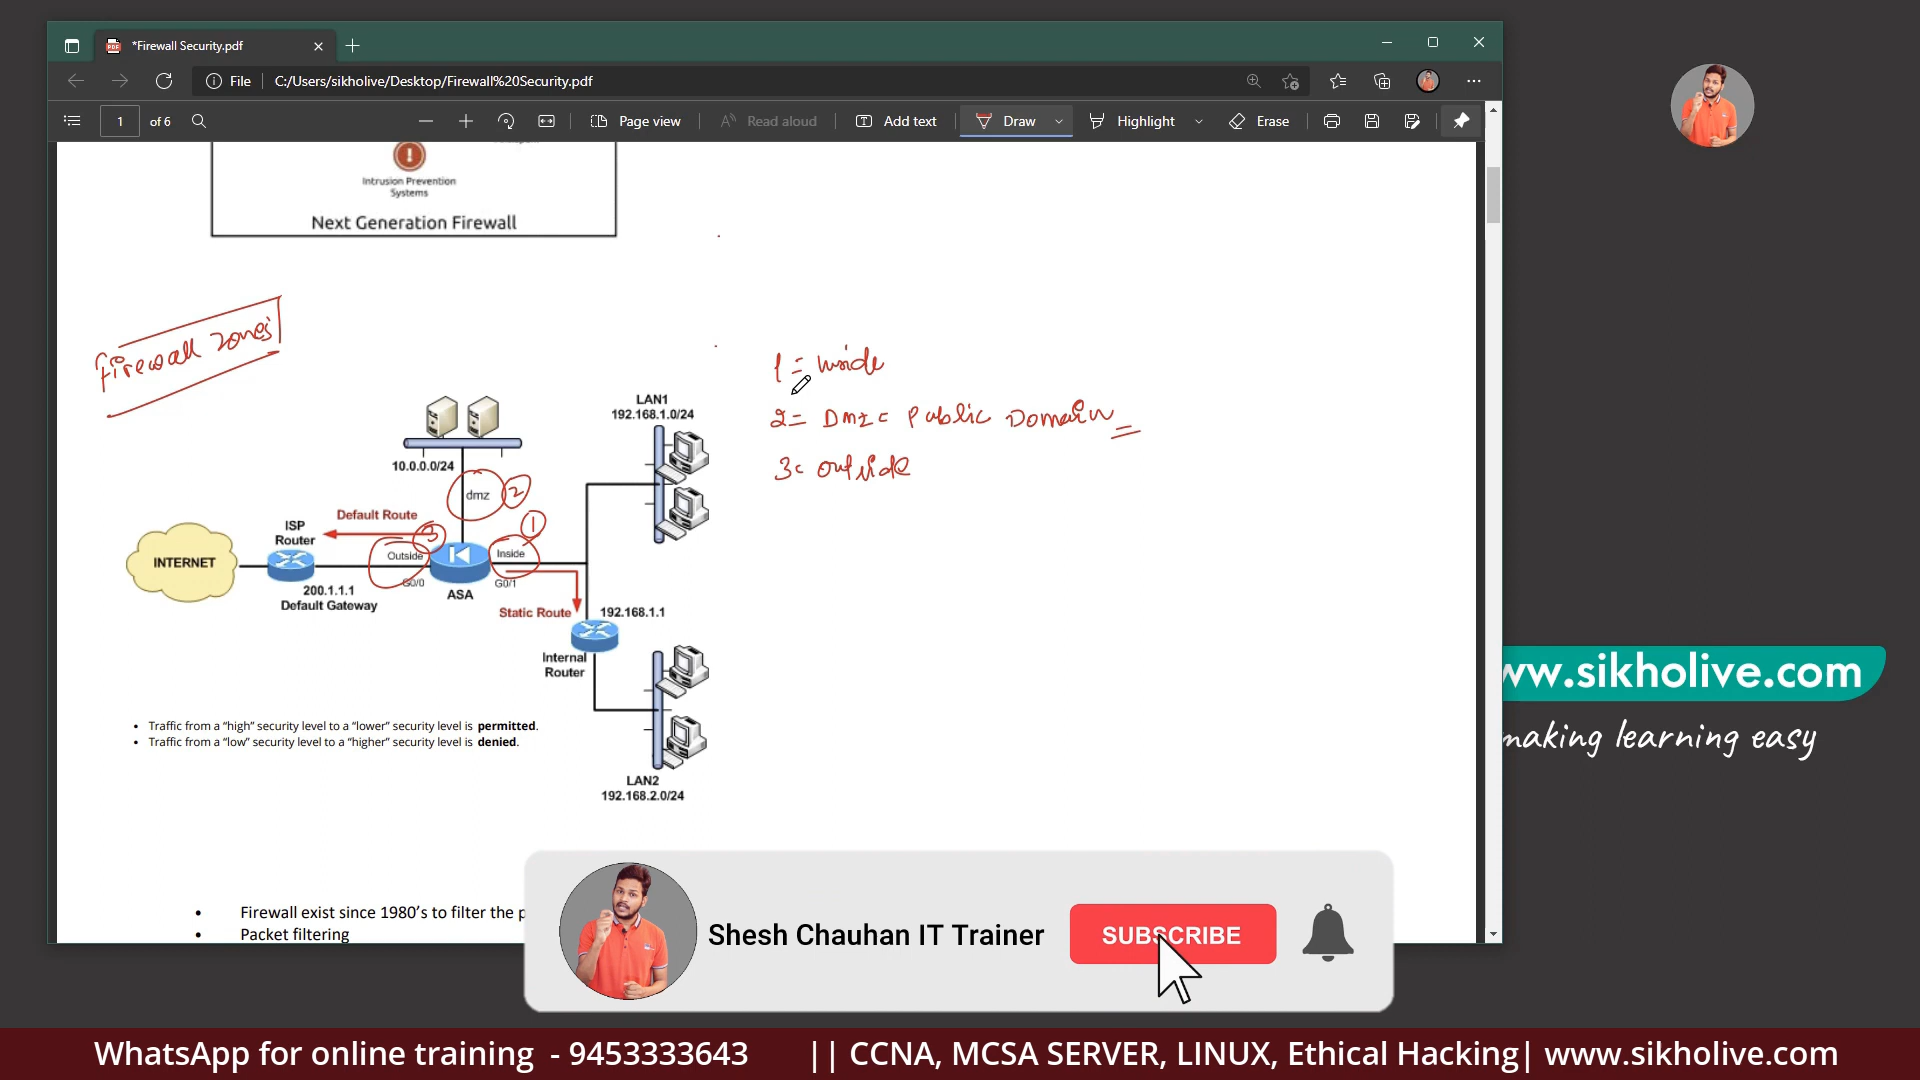 *Firewall Security.pdf
File
C:/Users/sikholive/Desktop/Firewall%20Security.pdf
1 of 6
Page view
Read aloud
Add text
Draw
Highlight
Erase
Intrusion Prevention
Systems
Next Generation Firewall
Firewall Zones
1 = Inside
2 = Dmz = Public Domain
3 = outside
LAN1
192.168.1.0/24
10.0.0.0/24
dmz
2
1
3
Default Route
ISP
Router
INTERNET
Outside
Inside
G0/0
G0/1
ASA
200.1.1.1
Default Gateway
Static Route
192.168.1.1
Internal
Router
• Traffic from a “high” security level to a “lower” security level is permitted.
• Traffic from a “low” security level to a “higher” security level is denied.
LAN2
192.168.2.0/24
• Firewall exist since 1980’s to filter the p
• Packet filtering
ww.sikholive.com
making learning easy
Shesh Chauhan IT Trainer
SUBSCRIBE
WhatsApp for online training - 9453333643 || CCNA, MCSA SERVER, LINUX, Ethical Hacking| www.sikholive.com